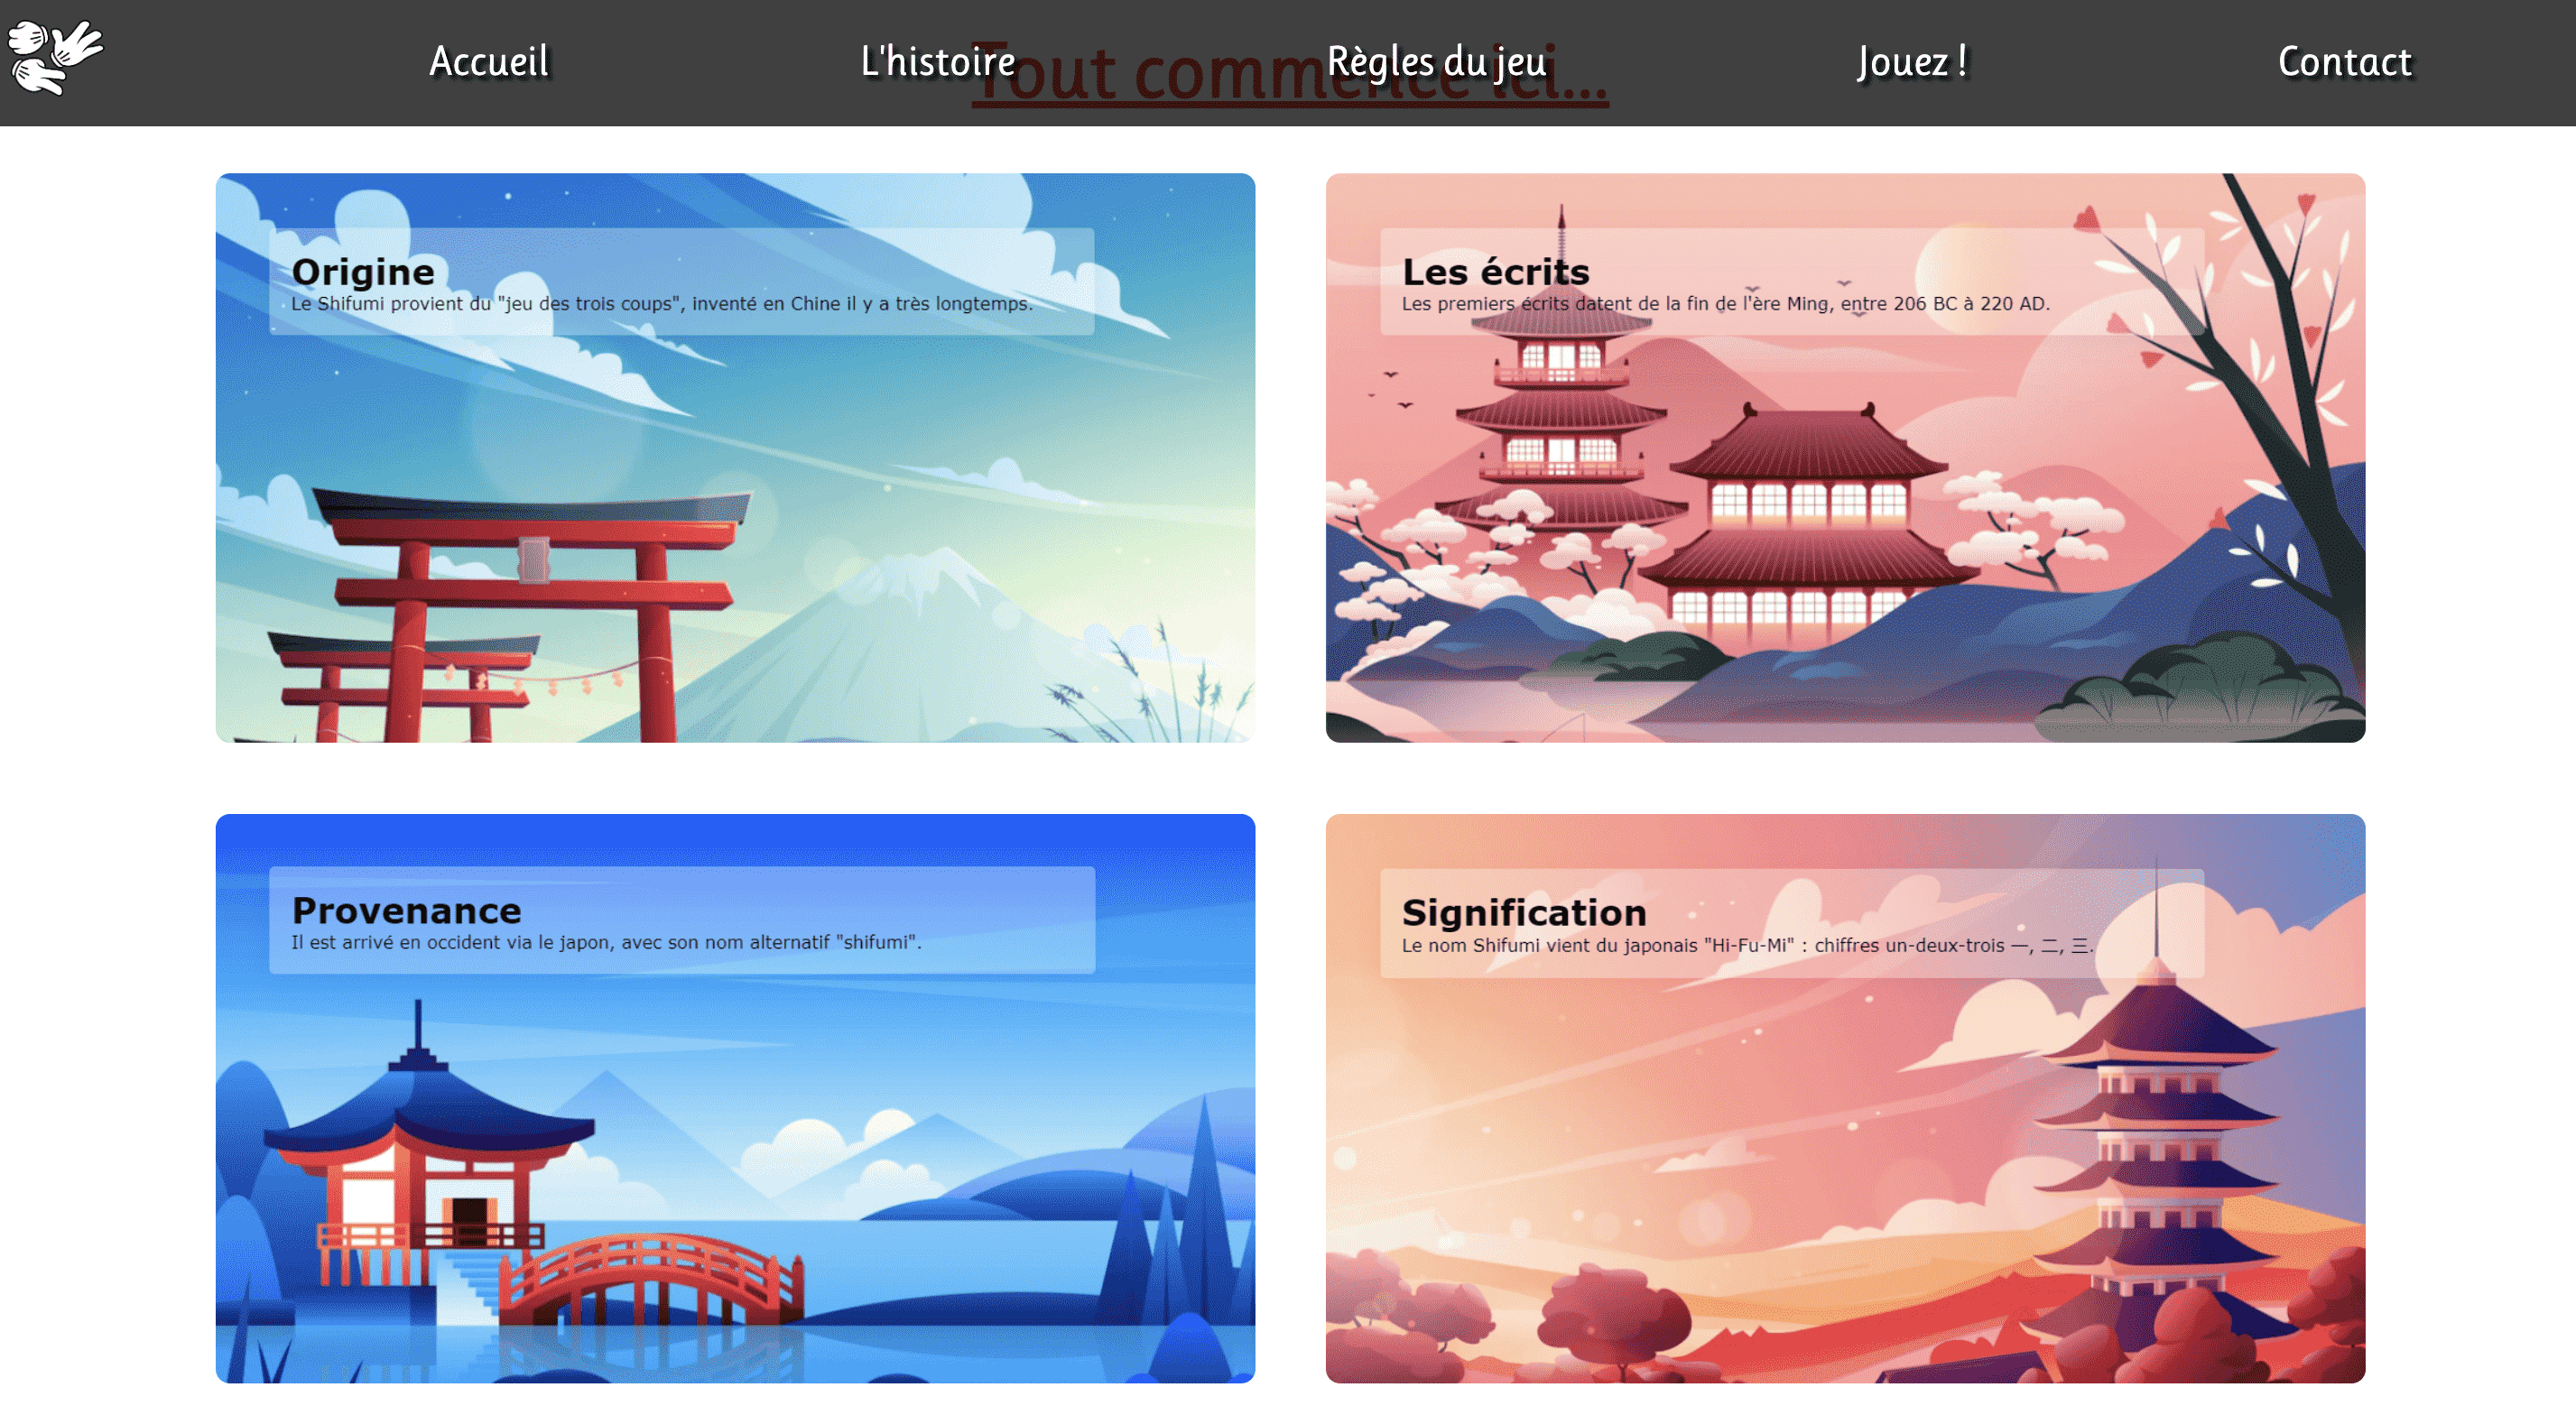 Accueil L'histoire Règles du jeu Jouez ! Contact
Tout commence ici...
Origine
Le Shifumi provient du "jeu des trois coups", inventé en Chine il y a très longtemps.
Les écrits
Les premiers écrits datent de la fin de l'ère Ming, entre 206 BC à 220 AD.
Provenance
Il est arrivé en occident via le japon, avec son nom alternatif "shifumi".
Signification
Le nom Shifumi vient du japonais "Hi-Fu-Mi" : chiffres un-deux-trois 一, 二, 三.